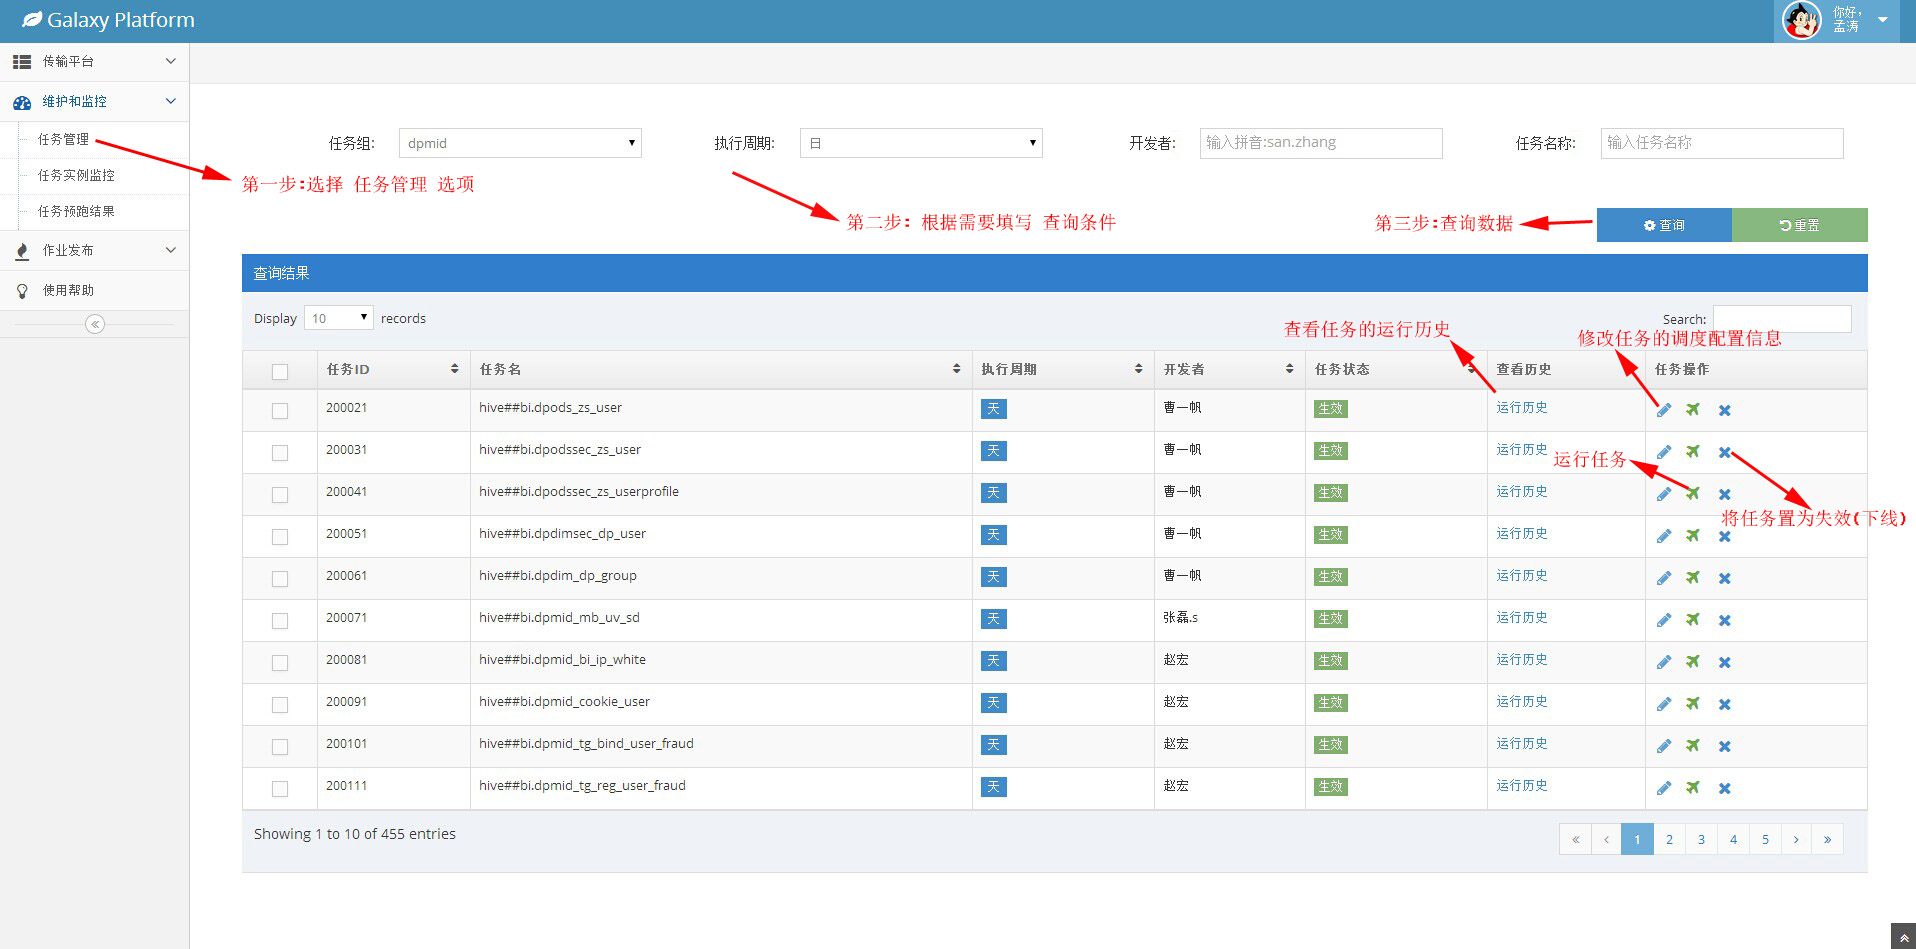 Galaxy Platform
你好，
孟涛
传输平台
维护和监控
任务管理
任务实例监控
任务预跑结果
作业发布
使用帮助
任务组: dpmid 执行周期: 日 开发者: 输入拼音:san.zhang 任务名称: 输入任务名称
第一步:选择 任务管理 选项
第二步: 根据需要填写 查询条件
第三步:查询数据
查询 重置
查询结果
Display 10 records
Search:
查看任务的运行历史
修改任务的调度配置信息
任务ID 任务名 执行周期 开发者 任务状态 查看历史 任务操作
200021 hive##bi.dpods_zs_user 天 曹一帆 生效 运行历史
200031 hive##bi.dpodssec_zs_user 天 曹一帆 生效 运行历史
运行任务
200041 hive##bi.dpodssec_zs_userprofile 天 曹一帆 生效 运行历史
将任务置为失效(下线)
200051 hive##bi.dpdimsec_dp_user 天 曹一帆 生效 运行历史
200061 hive##bi.dpdim_dp_group 天 曹一帆 生效 运行历史
200071 hive##bi.dpmid_mb_uv_sd 天 张磊.s 生效 运行历史
200081 hive##bi.dpmid_bi_ip_white 天 赵宏 生效 运行历史
200091 hive##bi.dpmid_cookie_user 天 赵宏 生效 运行历史
200101 hive##bi.dpmid_tg_bind_user_fraud 天 赵宏 生效 运行历史
200111 hive##bi.dpmid_tg_reg_user_fraud 天 赵宏 生效 运行历史
Showing 1 to 10 of 455 entries
« ‹ 1 2 3 4 5 › »